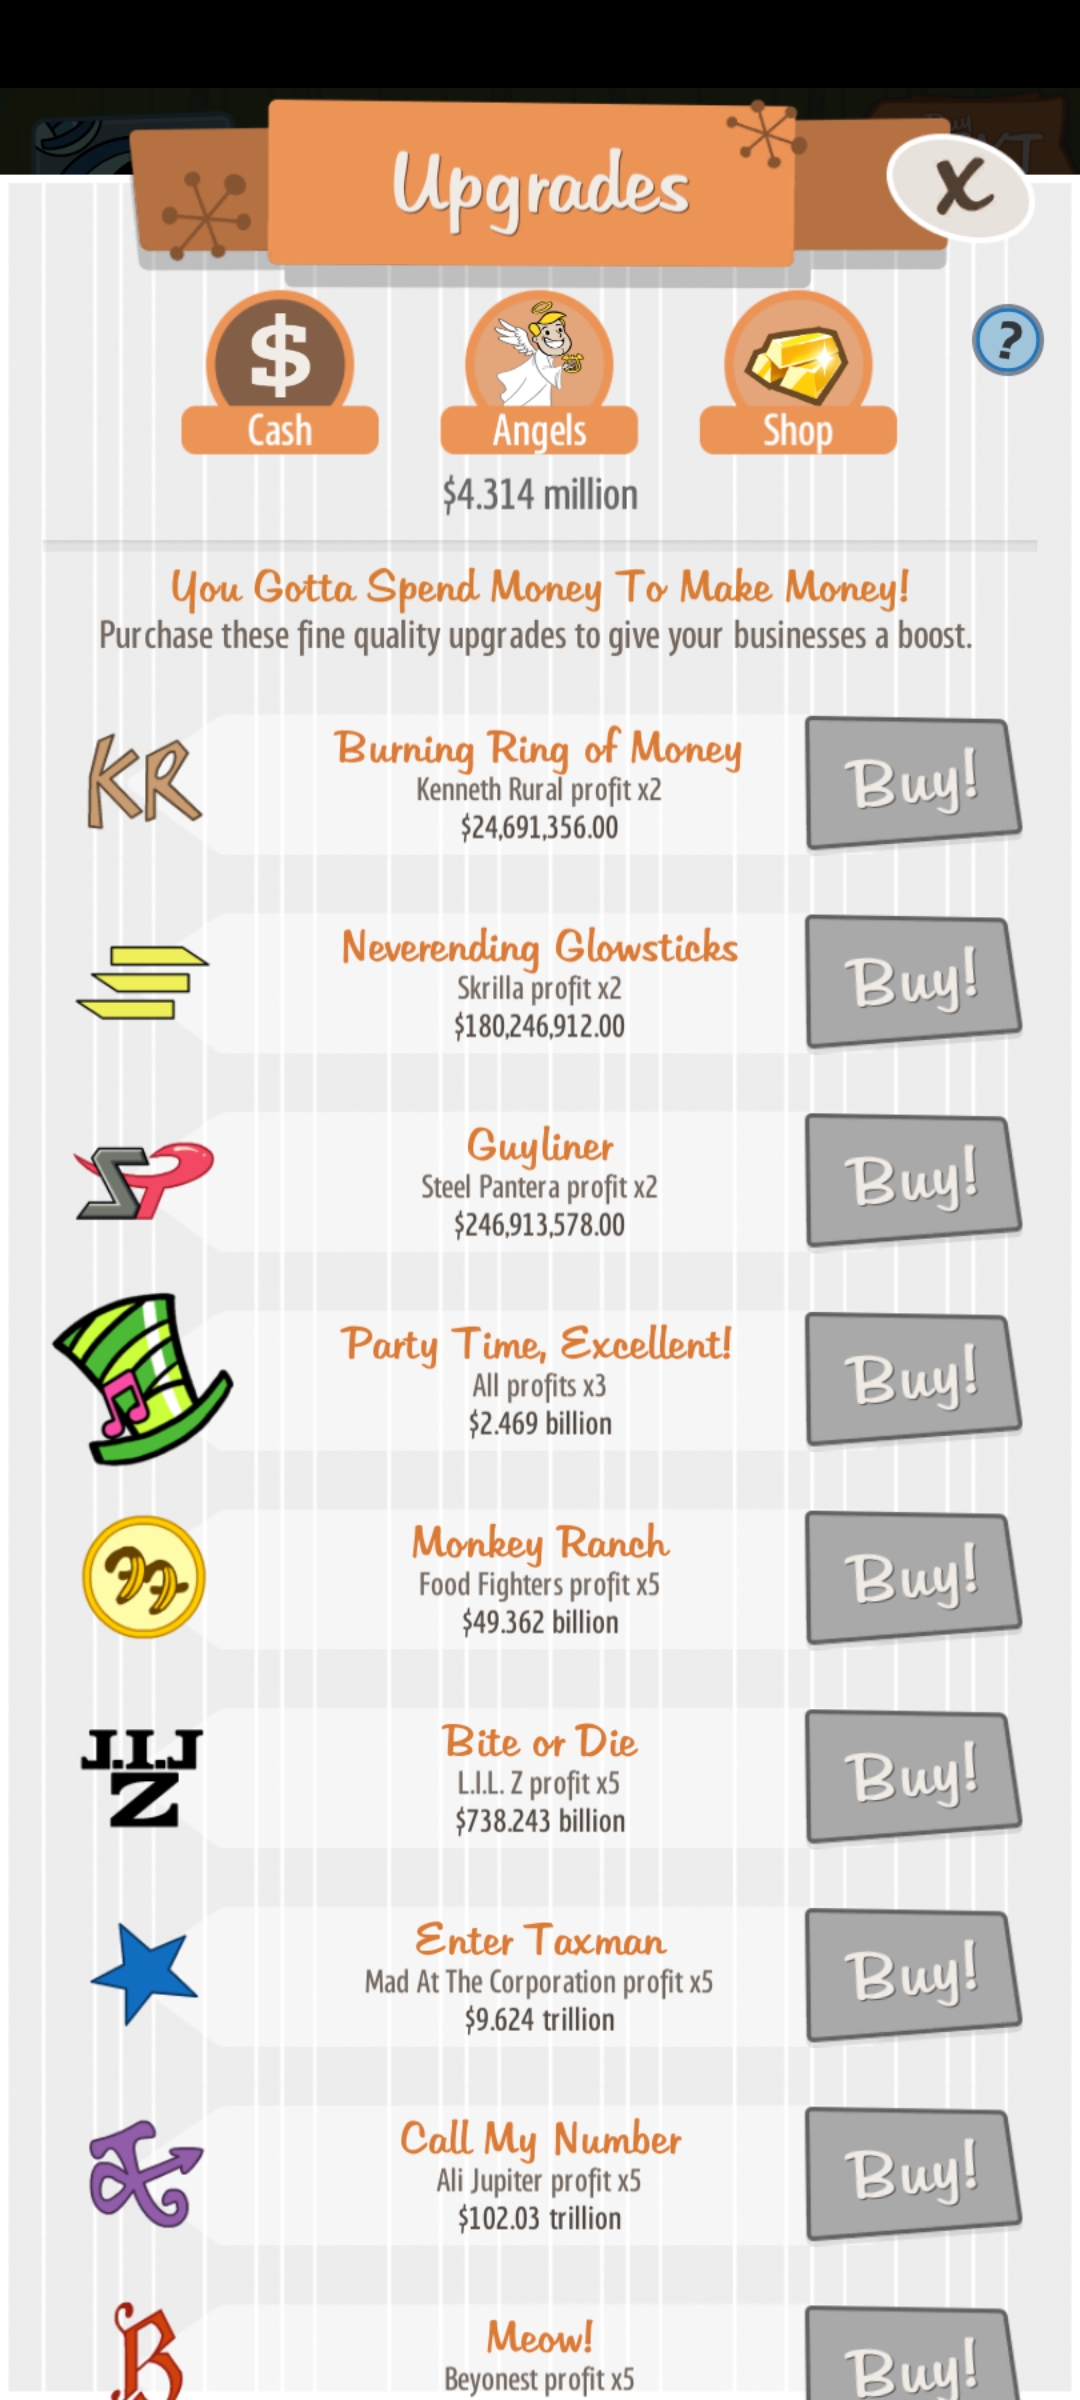 Upgrades
X
$
?
Cash
Angels
Shop
$4.314 million
You Gotta Spend Money To Make Money!
Purchase these fine quality upgrades to give your businesses a boost.
KR
Burning Ring of Money
Kenneth Rural profit x2
$24,691,356.00
Buy!
Neverending Glowsticks
Skrilla profit x2
$180,246,912.00
Buy!
SP
Guyliner
Steel Pantera profit x2
$246,913,578.00
Buy!
Party Time, Excellent!
All profits x3
$2.469 billion
Buy!
Monkey Ranch
Food Fighters profit x5
$49.362 billion
Buy!
J.I.J
Z
Bite or Die
L.I.L. Z profit x5
$738.243 billion
Buy!
Enter Taxman
Mad At The Corporation profit x5
$9.624 trillion
Buy!
Call My Number
Ali Jupiter profit x5
$102.03 trillion
Buy!
B
Meow!
Beyonest profit x5
Buy!